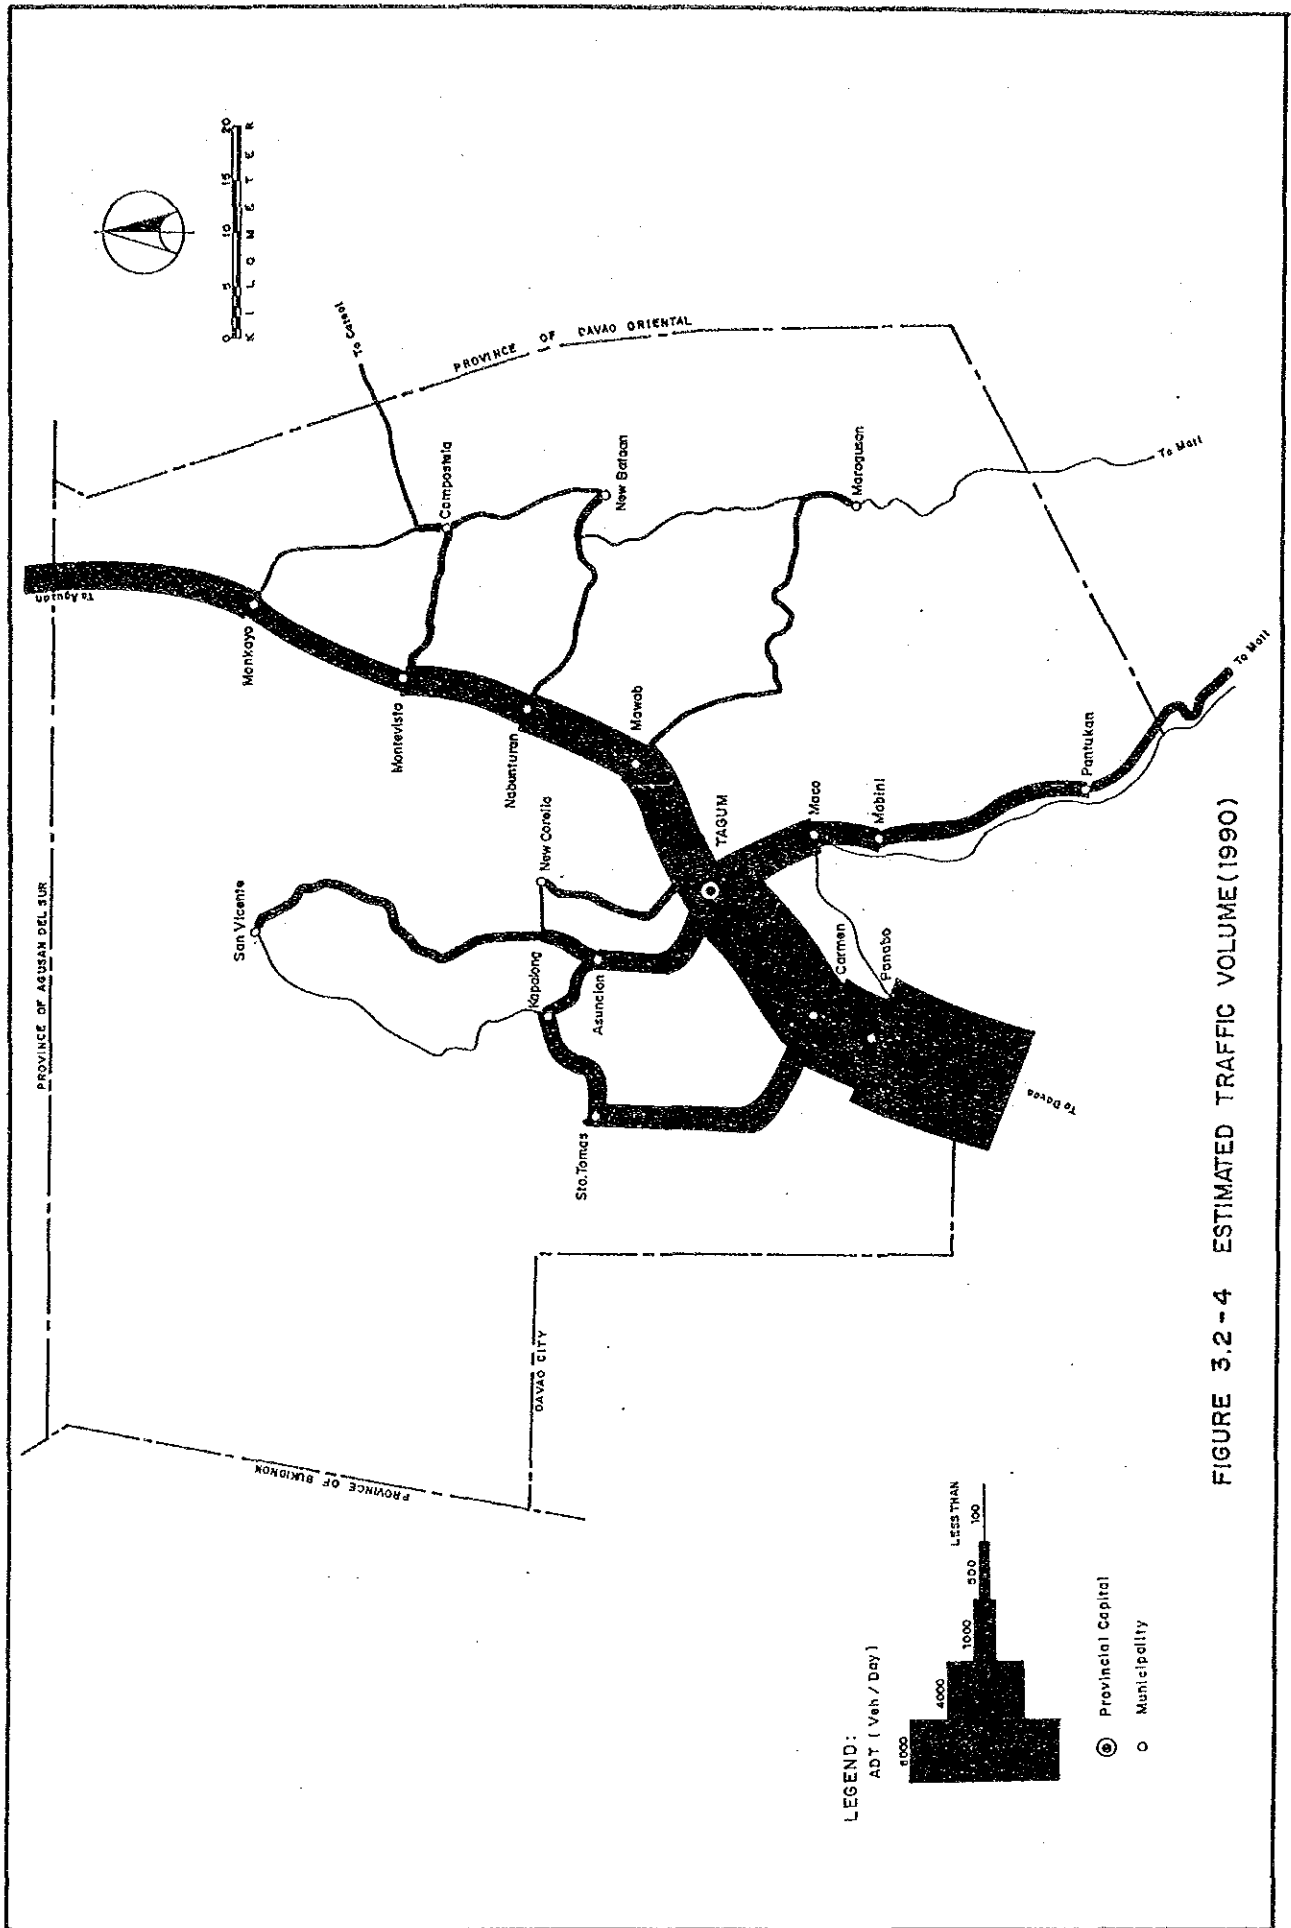 0 5 10 15 20
KILOMETER
PROVINCE OF AGUSAN DEL SUR
To Agusan
To Cateel
PROVINCE OF DAVAO ORIENTAL
Monkayo
Compostela
San Vicente
Montevista
New Bataan
Nabunturan
New Corella
Kapalong
Mawab
Asuncion
Sto.Tomas
TAGUM
Maragusan
To Mati
Maco
Carmen
Mabini
Panabo
Pantukan
To Mati
To Davao
DAVAO CITY
PROVINCE OF BUKIDNON
LEGEND:
ADT ( Veh / Day )
4000
1000
500
LESS THAN
100
Provincial Capital
Municipality
FIGURE 3.2-4 ESTIMATED TRAFFIC VOLUME(1990)